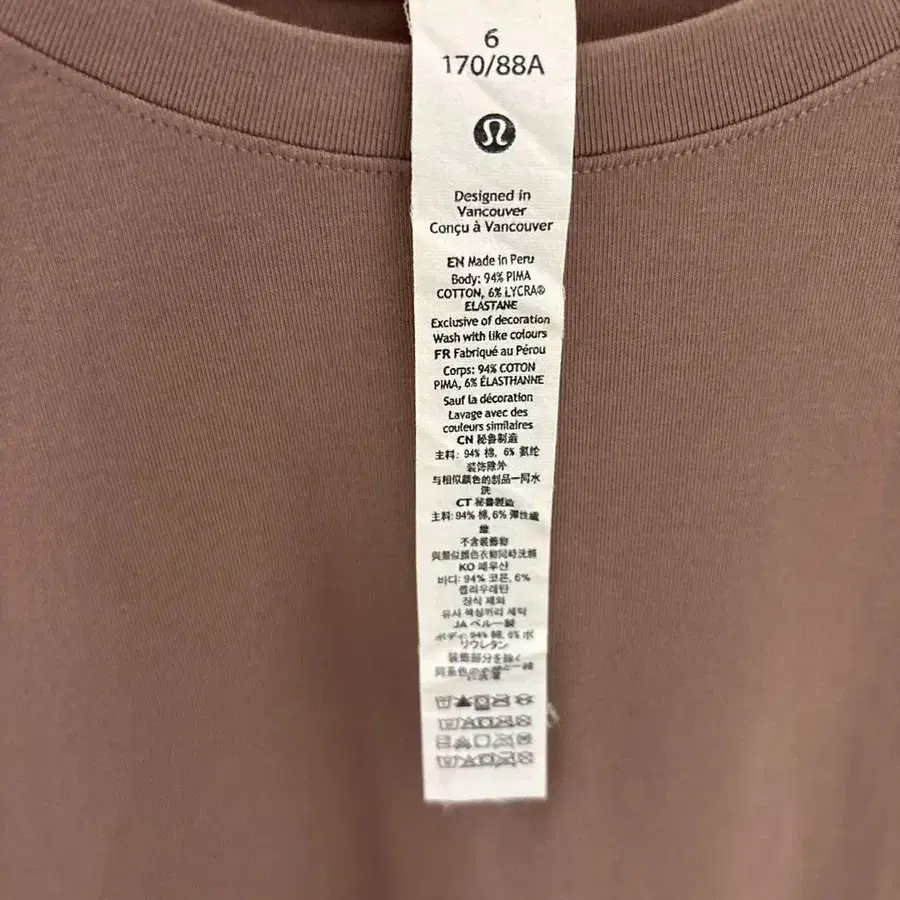 6
170/88A
Designed in
Vancouver
Conçu à Vancouver
EN Made in Peru
Body: 94% PIMA
COTTON, 6% LYCRA®
ELASTANE
Exclusive of decoration
Wash with like colours
FR Fabriqué au Pérou
Corps: 94% COTON
PIMA, 6% ÉLASTHANNE
Sauf la décoration
Lavage avec des
couleurs similaires
CN 秘鲁制造
主料: 94% 棉, 6% 氨纶
装饰除外
与相似颜色的制品一同水
洗
CT 秘魯製造
主料: 94% 棉, 6% 彈性纖
維
不含裝飾物
與類似顏色衣物同時洗滌
KO 페루산
바디: 94% 코튼, 6%
폴리우레탄
장식 제외
유사 색상끼리 세탁
JA ペルー製
ボディ: 94% 綿, 6% ポ
リウレタン
装飾部分を除く